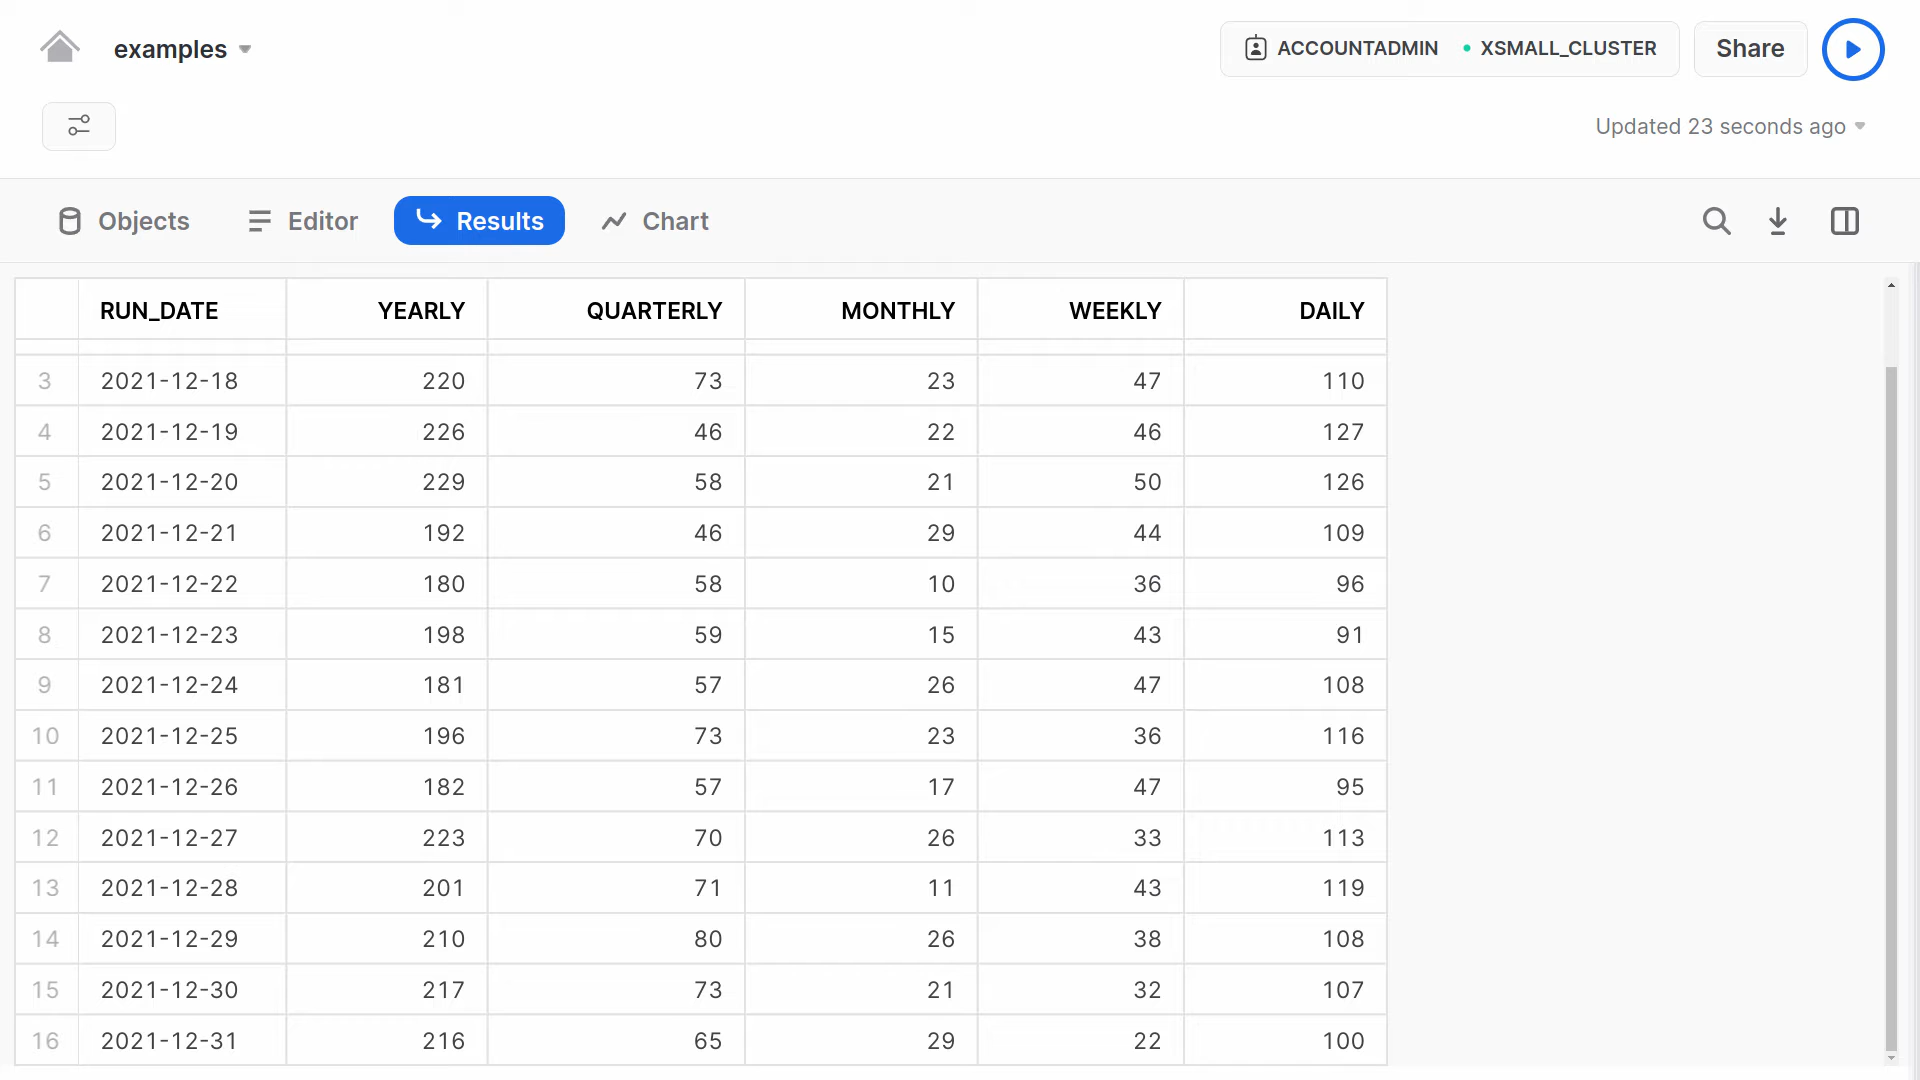 examples
ACCOUNTADMIN XSMALL_CLUSTER
Share
Updated 23 seconds ago
Objects Editor Results Chart
RUN_DATE YEARLY QUARTERLY MONTHLY WEEKLY DAILY
3 2021-12-18 220 73 23 47 110
4 2021-12-19 226 46 22 46 127
5 2021-12-20 229 58 21 50 126
6 2021-12-21 192 46 29 44 109
7 2021-12-22 180 58 10 36 96
8 2021-12-23 198 59 15 43 91
9 2021-12-24 181 57 26 47 108
10 2021-12-25 196 73 23 36 116
11 2021-12-26 182 57 17 47 95
12 2021-12-27 223 70 26 33 113
13 2021-12-28 201 71 11 43 119
14 2021-12-29 210 80 26 38 108
15 2021-12-30 217 73 21 32 107
16 2021-12-31 216 65 29 22 100